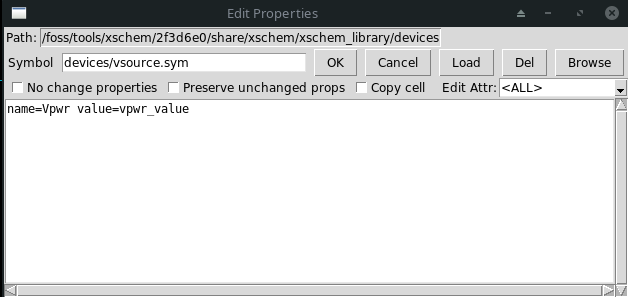 Edit Properties
Path: /foss/tools/xschem/2f3d6e0/share/xschem/xschem_library/devices
Symbol devices/vsource.sym OK Cancel Load Del Browse
No change properties Preserve unchanged props Copy cell Edit Attr: <ALL>
name=Vpwr value=vpwr_value